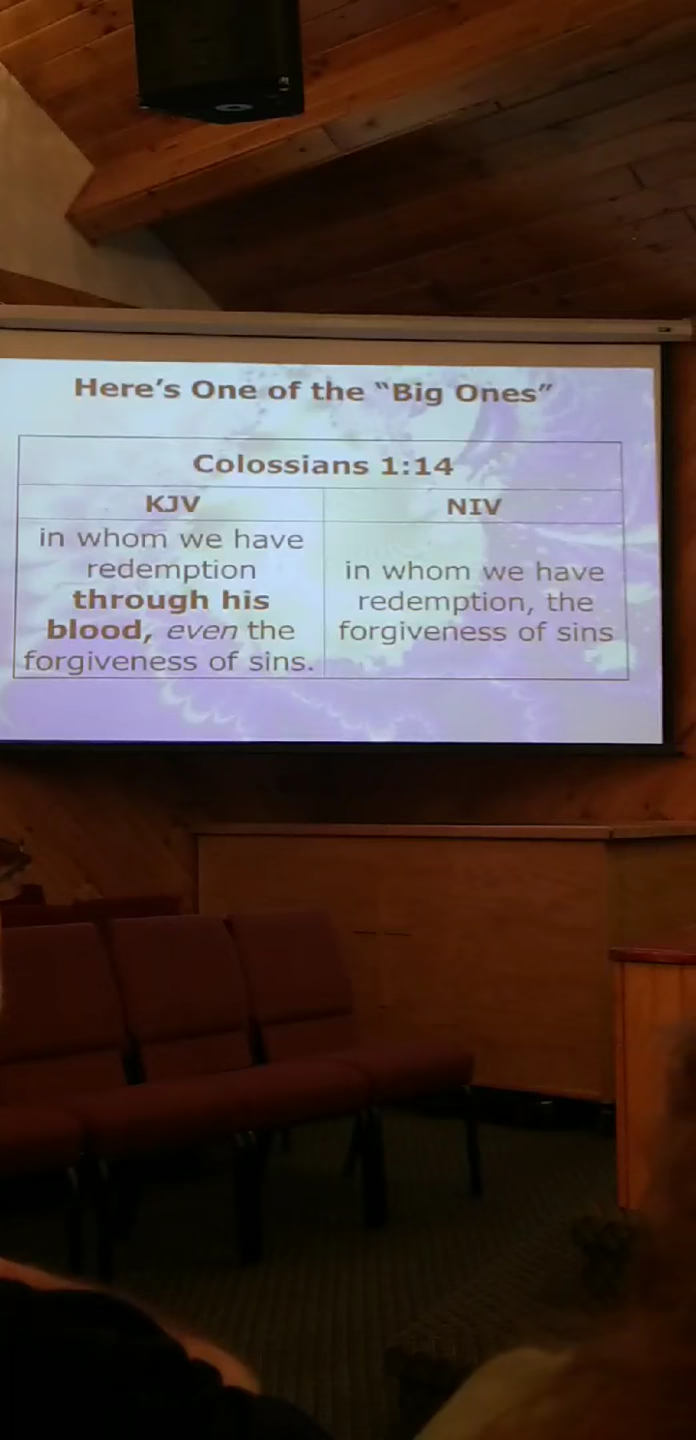 Here's One of the “Big Ones”
Colossians 1:14
KJV
NIV
in whom we have
redemption
through his
blood, even the
forgiveness of sins.
in whom we have
redemption, the
forgiveness of sins